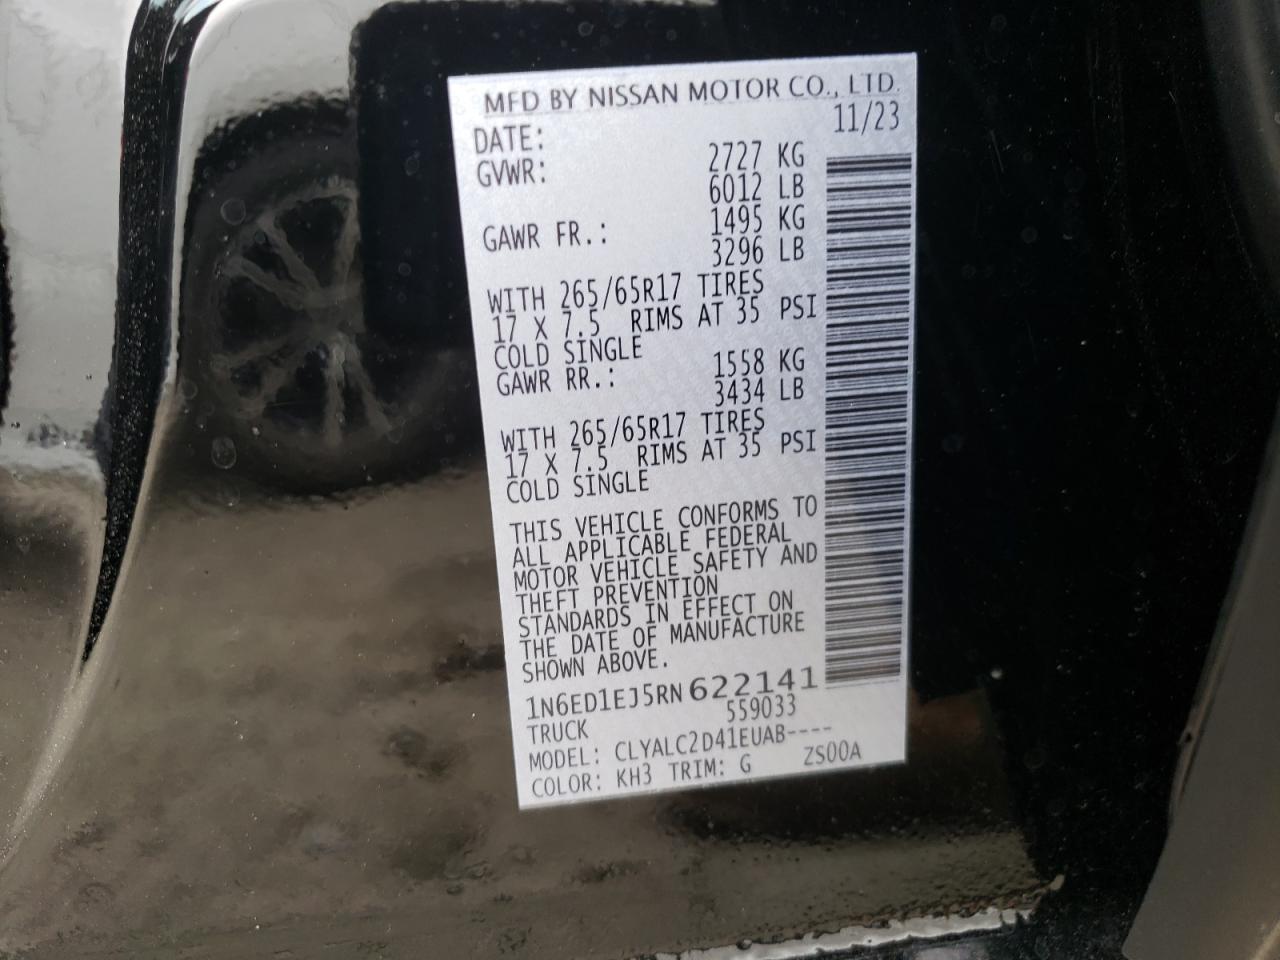 MFD BY NISSAN MOTOR CO., LTD.
DATE: 11/23
GVWR: 2727 KG
6012 LB
GAWR FR.: 1495 KG
3296 LB
WITH 265/65R17 TIRES
17 X 7.5 RIMS AT 35 PSI
COLD SINGLE
GAWR RR.: 1558 KG
3434 LB
WITH 265/65R17 TIRES
17 X 7.5 RIMS AT 35 PSI
COLD SINGLE
THIS VEHICLE CONFORMS TO
ALL APPLICABLE FEDERAL
MOTOR VEHICLE SAFETY AND
THEFT PREVENTION
STANDARDS IN EFFECT ON
THE DATE OF MANUFACTURE
SHOWN ABOVE.
1N6ED1EJ5RN622141
TRUCK 559033
MODEL: CLYALC2D41EUAB----
COLOR: KH3 TRIM: G ZS00A